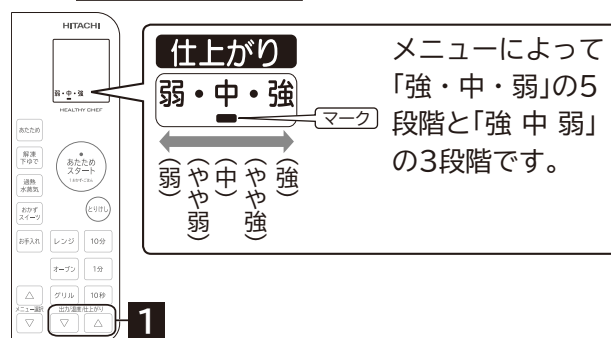 HITACHI
弱・中・強
HEALTHY CHEF
あたため
解凍
下ゆで
あたため
スタート
過熱
水蒸気
おかず
スイーツ
とりけし
お手入れ
レンジ
10分
オーブン
1分
グリル
10秒
メニュー選択
出力/温度/仕上がり
1
仕上がり
弱・中・強
マーク
(弱)
(やや弱)
(中)
(やや強)
(強)
メニューによって
「強・中・弱」の5
段階と「強 中 弱」
の3段階です。